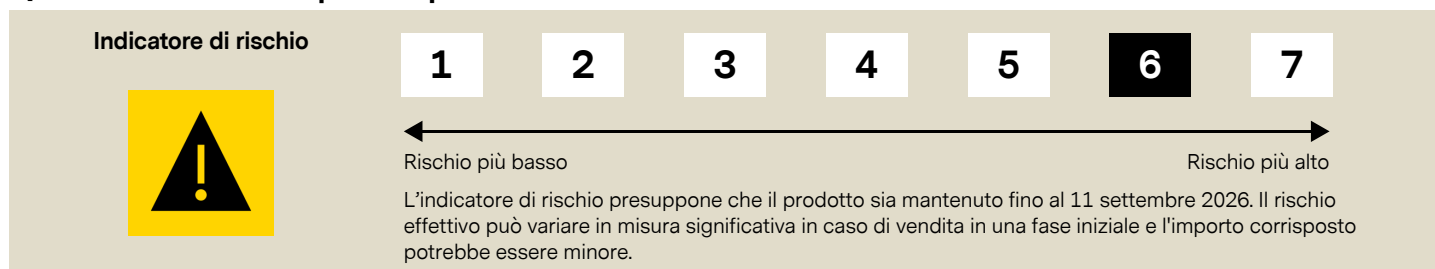 Indicatore di rischio
1 2 3 4 5 6 7
Rischio più basso Rischio più alto
L'indicatore di rischio presuppone che il prodotto sia mantenuto fino al 11 settembre 2026. Il rischio
effettivo può variare in misura significativa in caso di vendita in una fase iniziale e l'importo corrisposto
potrebbe essere minore.